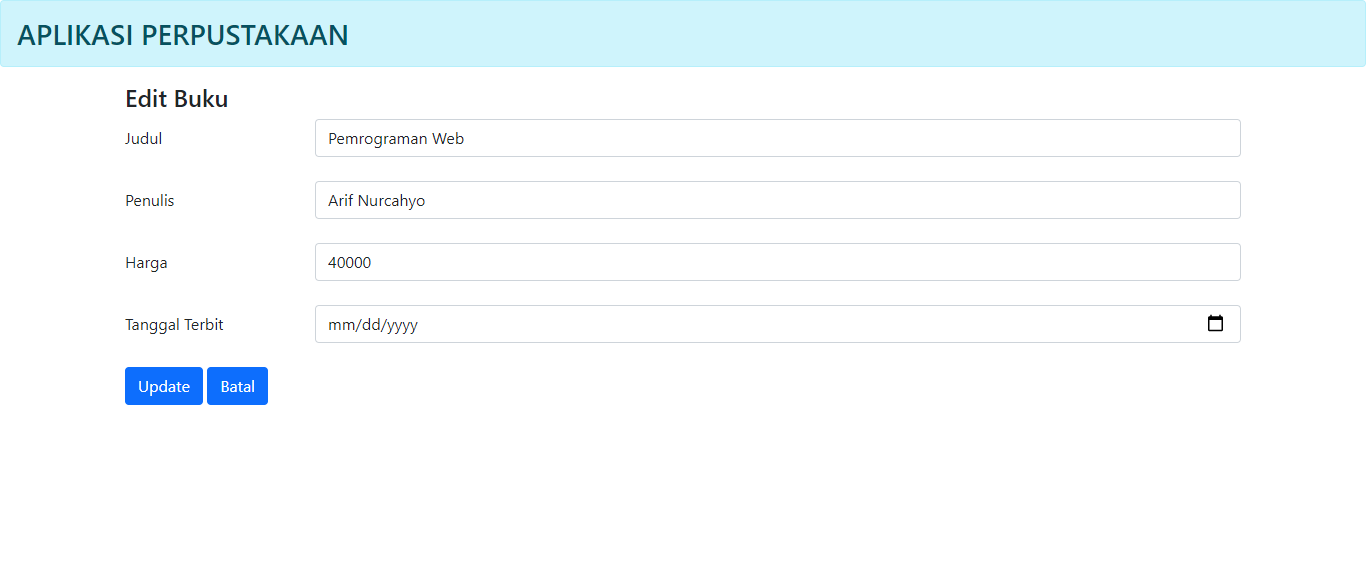 APLIKASI PERPUSTAKAAN
Edit Buku
Judul Pemrograman Web
Penulis Arif Nurcahyo
Harga 40000
Tanggal Terbit mm/dd/yyyy
Update Batal